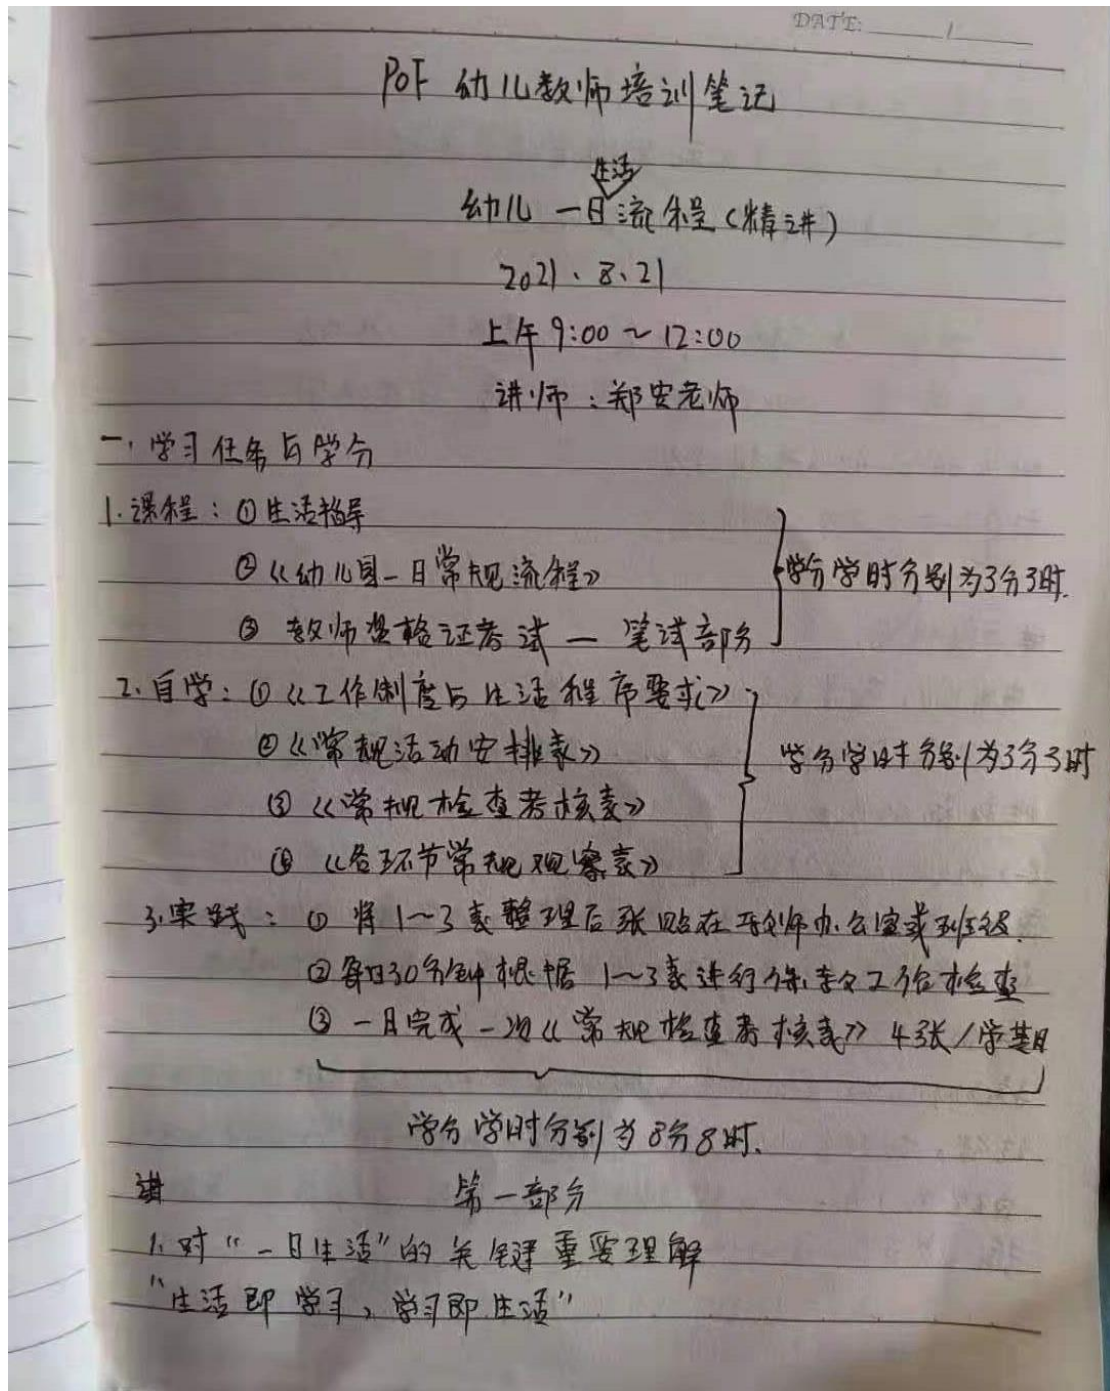 DATE: / 
POF 幼儿教师培训笔记
生活
幼儿一日流程（精讲）
2021、8、21
上午 9:00 ～ 12:00
讲师：郑安老师
一、学习任务与学分
1. 课程：① 生活指导
②《幼儿园一日常规流程》
学分学时分别为3分3时.
③ 教师资格证考试 — 笔试部分
2. 自学：①《工作制度与生活程序要求》
②《常规活动安排表》
学分学时分别为3分3时
③《常规检查考核表》
④《各环节常规观察表》
3. 实践：① 将1～3表整理后张贴在教师办公室或班级.
② 每日30分钟根据1～3表进行保教工作检查
③ 一月完成一次《常规检查考核表》4张/学期
学分学时分别为8分8时.
第一部分
1. 对“一日生活”的关键重要理解
“生活即学习，学习即生活”